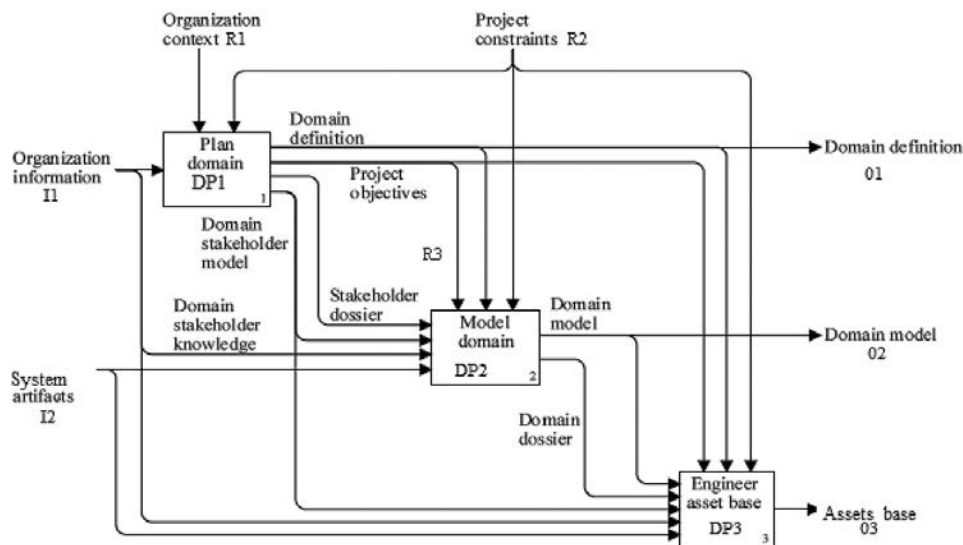 Organization
context R1
Project
constraints R2
Domain
definition
Plan
domain
DP1
1
Organization
information
I1
Domain definition
01
Project
objectives
Domain
stakeholder
model
R3
Stakeholder
dossier
Domain
stakeholder
knowledge
Model
domain
DP2
2
Domain
model
Domain model
02
System
artifacts
I2
Domain
dossier
Engineer
asset base
DP3
3
Assets base
03